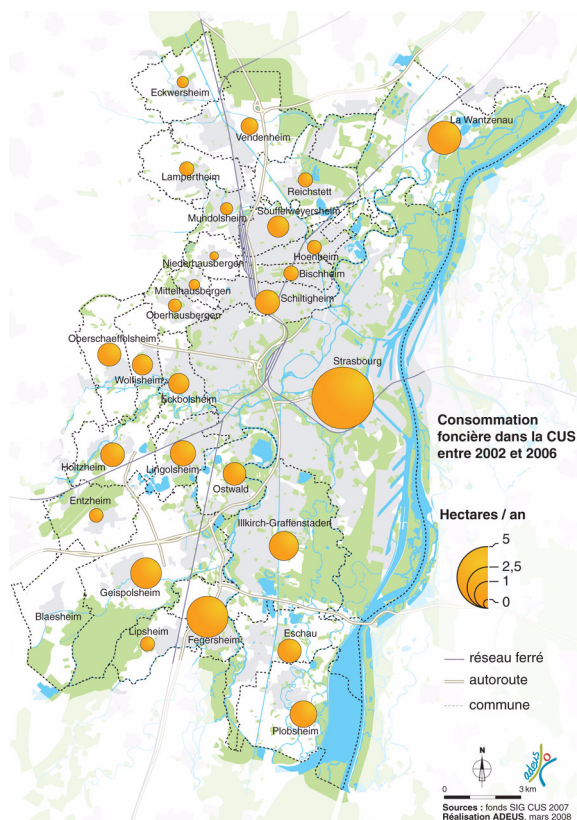 Eckwersheim
La Wantzenau
Vendenheim
Lampertheim
Reichstett
Mundolsheim
Souffelweyersheim
Hoenheim
Niederhausbergen
Bischheim
Mittelhausbergen
Schiltigheim
Oberhausbergen
Oberschaeffolsheim
Strasbourg
Wolfisheim
Eckbolsheim
Consommation
foncière dans la CUS
entre 2002 et 2006
Holtzheim
Lingolsheim
Ostwald
Entzheim
Hectares / an
Illkirch-Graffenstaden
5
2,5
1
0
Geispolsheim
Blaesheim
Fegersheim
Eschau
Lipsheim
réseau ferré
autoroute
commune
Plobsheim
N
adeus
0 3 km
Sources : fonds SIG CUS 2007
Réalisation ADEUS, mars 2008